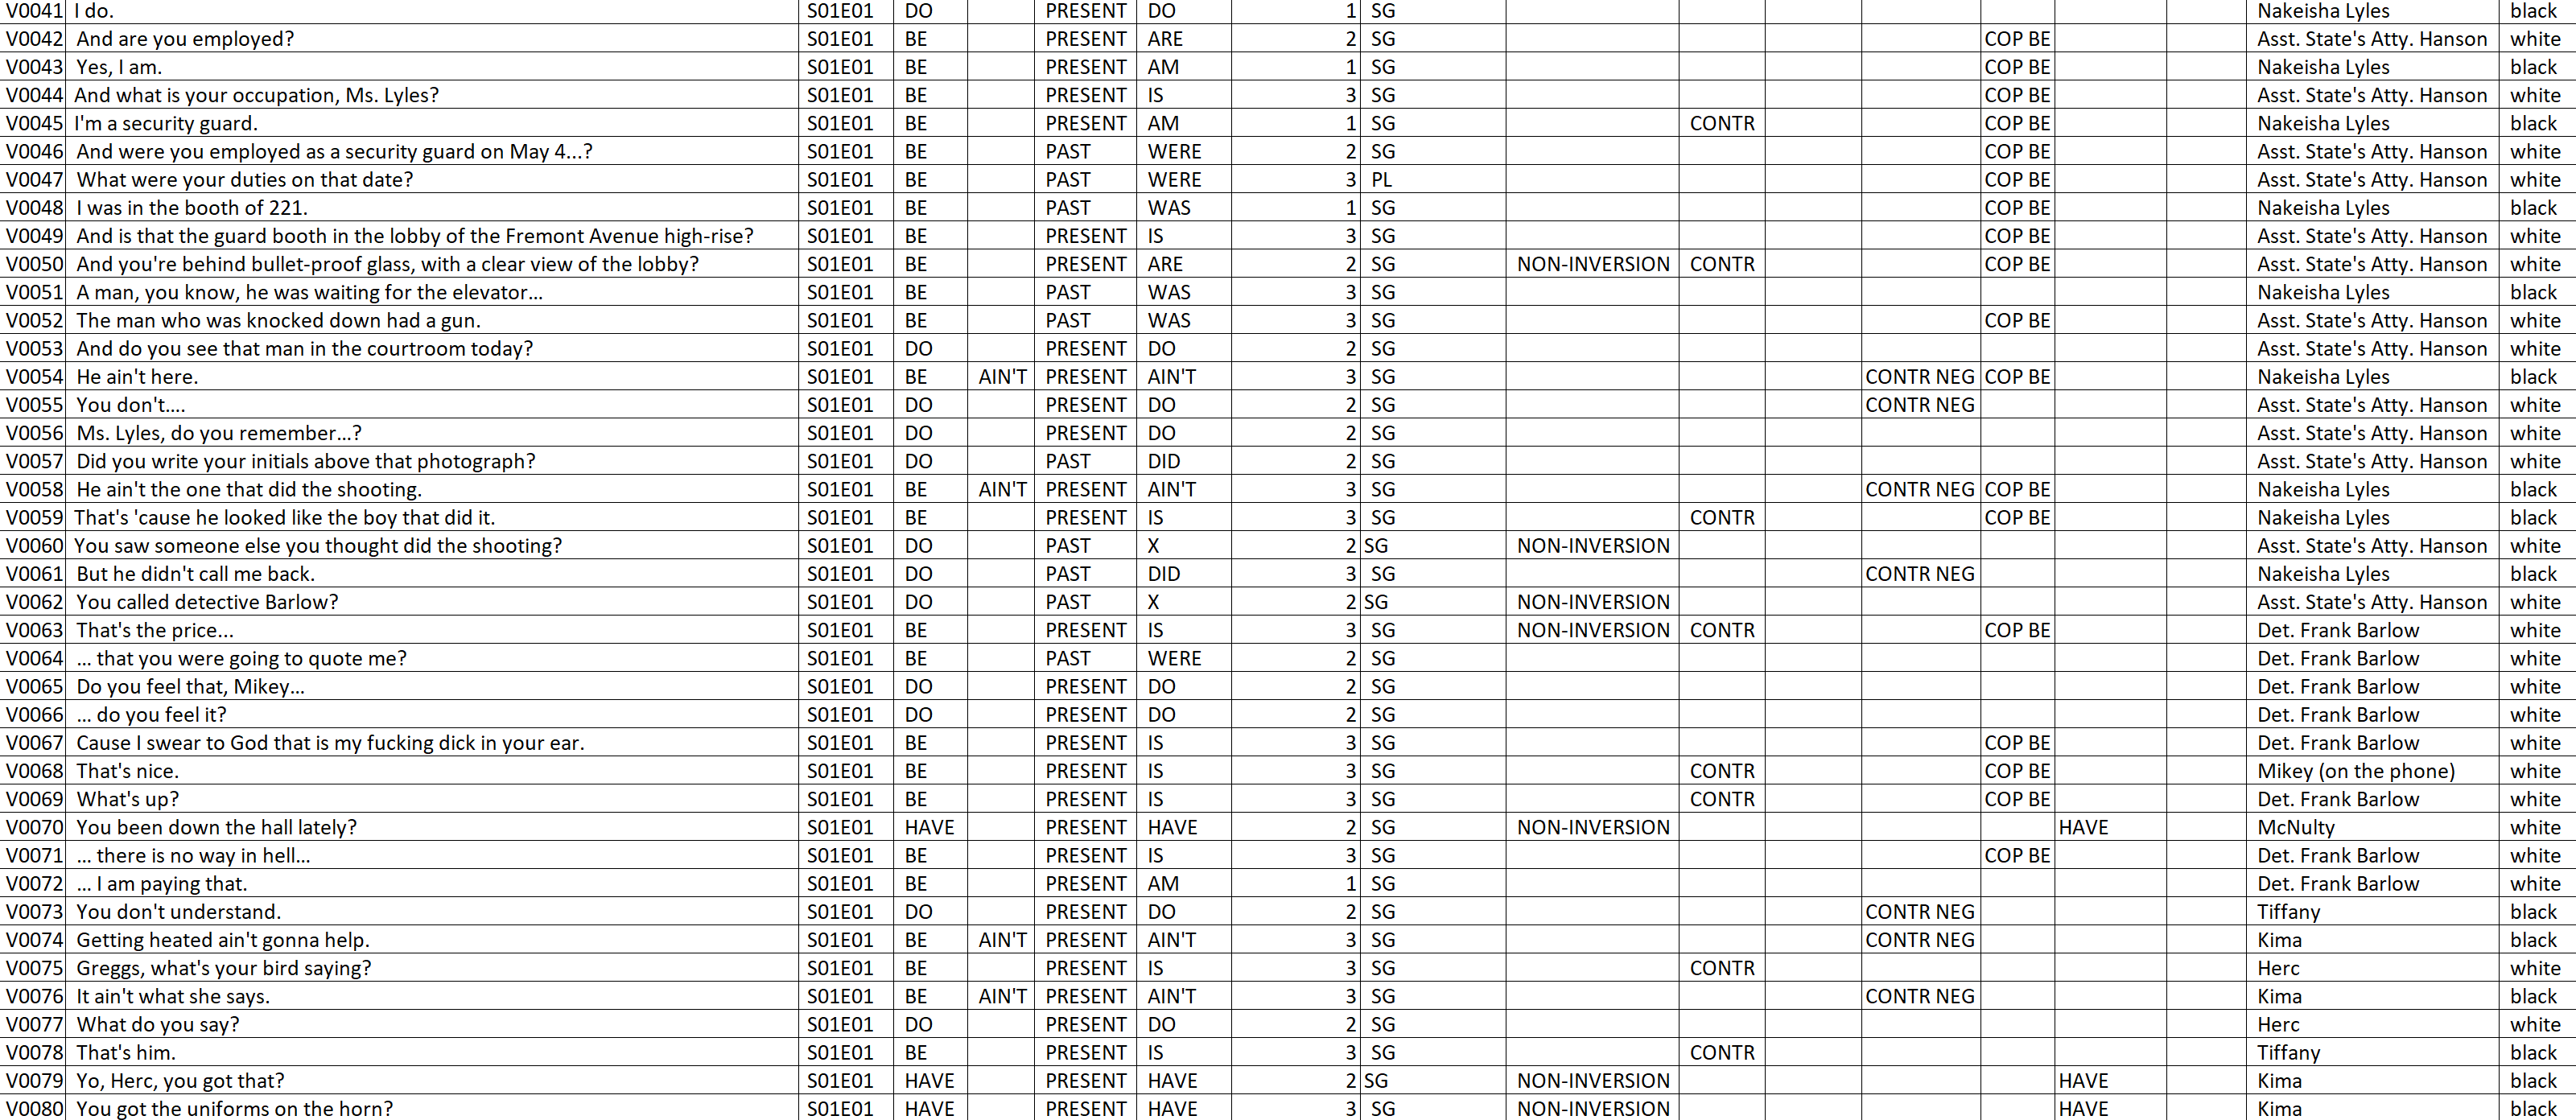 V0041 I do. S01E01 DO PRESENT DO 1 SG Nakeisha Lyles black
V0042 And are you employed? S01E01 BE PRESENT ARE 2 SG COP BE Asst. State's Atty. Hanson white
V0043 Yes, I am. S01E01 BE PRESENT AM 1 SG COP BE Nakeisha Lyles black
V0044 And what is your occupation, Ms. Lyles? S01E01 BE PRESENT IS 3 SG COP BE Asst. State's Atty. Hanson white
V0045 I'm a security guard. S01E01 BE PRESENT AM 1 SG CONTR COP BE Nakeisha Lyles black
V0046 And were you employed as a security guard on May 4...? S01E01 BE PAST WERE 2 SG COP BE Asst. State's Atty. Hanson white
V0047 What were your duties on that date? S01E01 BE PAST WERE 3 PL COP BE Asst. State's Atty. Hanson white
V0048 I was in the booth of 221. S01E01 BE PAST WAS 1 SG COP BE Nakeisha Lyles black
V0049 And is that the guard booth in the lobby of the Fremont Avenue high-rise? S01E01 BE PRESENT IS 3 SG COP BE Asst. State's Atty. Hanson white
V0050 And you're behind bullet-proof glass, with a clear view of the lobby? S01E01 BE PRESENT ARE 2 SG NON-INVERSION CONTR COP BE Asst. State's Atty. Hanson white
V0051 A man, you know, he was waiting for the elevator... S01E01 BE PAST WAS 3 SG Nakeisha Lyles black
V0052 The man who was knocked down had a gun. S01E01 BE PAST WAS 3 SG COP BE Asst. State's Atty. Hanson white
V0053 And do you see that man in the courtroom today? S01E01 DO PRESENT DO 2 SG Asst. State's Atty. Hanson white
V0054 He ain't here. S01E01 BE AIN'T PRESENT AIN'T 3 SG CONTR NEG COP BE Nakeisha Lyles black
V0055 You don't.... S01E01 DO PRESENT DO 2 SG CONTR NEG Asst. State's Atty. Hanson white
V0056 Ms. Lyles, do you remember...? S01E01 DO PRESENT DO 2 SG Asst. State's Atty. Hanson white
V0057 Did you write your initials above that photograph? S01E01 DO PAST DID 2 SG Asst. State's Atty. Hanson white
V0058 He ain't the one that did the shooting. S01E01 BE AIN'T PRESENT AIN'T 3 SG CONTR NEG COP BE Nakeisha Lyles black
V0059 That's 'cause he looked like the boy that did it. S01E01 BE PRESENT IS 3 SG CONTR COP BE Nakeisha Lyles black
V0060 You saw someone else you thought did the shooting? S01E01 DO PAST X 2 SG NON-INVERSION Asst. State's Atty. Hanson white
V0061 But he didn't call me back. S01E01 DO PAST DID 3 SG CONTR NEG Nakeisha Lyles black
V0062 You called detective Barlow? S01E01 DO PAST X 2 SG NON-INVERSION Asst. State's Atty. Hanson white
V0063 That's the price... S01E01 BE PRESENT IS 3 SG NON-INVERSION CONTR COP BE Det. Frank Barlow white
V0064 ... that you were going to quote me? S01E01 BE PAST WERE 2 SG Det. Frank Barlow white
V0065 Do you feel that, Mikey... S01E01 DO PRESENT DO 2 SG Det. Frank Barlow white
V0066 ... do you feel it? S01E01 DO PRESENT DO 2 SG Det. Frank Barlow white
V0067 Cause I swear to God that is my fucking dick in your ear. S01E01 BE PRESENT IS 3 SG COP BE Det. Frank Barlow white
V0068 That's nice. S01E01 BE PRESENT IS 3 SG CONTR COP BE Mikey (on the phone) white
V0069 What's up? S01E01 BE PRESENT IS 3 SG CONTR COP BE Det. Frank Barlow white
V0070 You been down the hall lately? S01E01 HAVE PRESENT HAVE 2 SG NON-INVERSION HAVE McNulty white
V0071 ... there is no way in hell... S01E01 BE PRESENT IS 3 SG COP BE Det. Frank Barlow white
V0072 ... I am paying that. S01E01 BE PRESENT AM 1 SG Det. Frank Barlow white
V0073 You don't understand. S01E01 DO PRESENT DO 2 SG CONTR NEG Tiffany black
V0074 Getting heated ain't gonna help. S01E01 BE AIN'T PRESENT AIN'T 3 SG CONTR NEG Kima black
V0075 Greggs, what's your bird saying? S01E01 BE PRESENT IS 3 SG CONTR Herc white
V0076 It ain't what she says. S01E01 BE AIN'T PRESENT AIN'T 3 SG CONTR NEG Kima black
V0077 What do you say? S01E01 DO PRESENT DO 2 SG Herc white
V0078 That's him. S01E01 BE PRESENT IS 3 SG CONTR Tiffany black
V0079 Yo, Herc, you got that? S01E01 HAVE PRESENT HAVE 2 SG NON-INVERSION HAVE Kima black
V0080 You got the uniforms on the horn? S01E01 HAVE PRESENT HAVE 3 SG NON-INVERSION HAVE Kima black